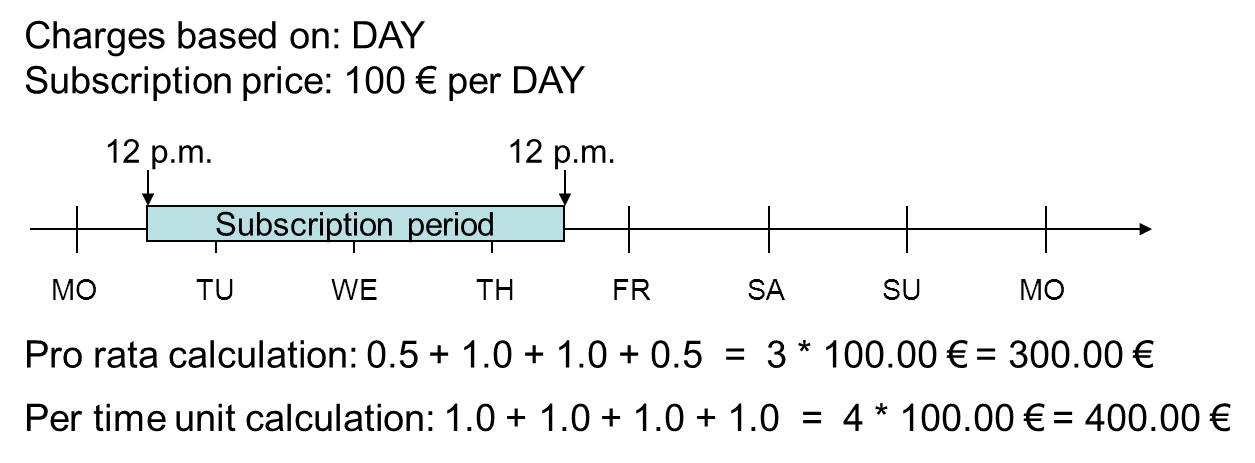 Charges based on: DAY
Subscription price: 100 € per DAY
12 p.m. 12 p.m.
Subscription period
MO TU WE TH FR SA SU MO
Pro rata calculation: 0.5 + 1.0 + 1.0 + 0.5 = 3 * 100.00 € = 300.00 €
Per time unit calculation: 1.0 + 1.0 + 1.0 + 1.0 = 4 * 100.00 € = 400.00 €